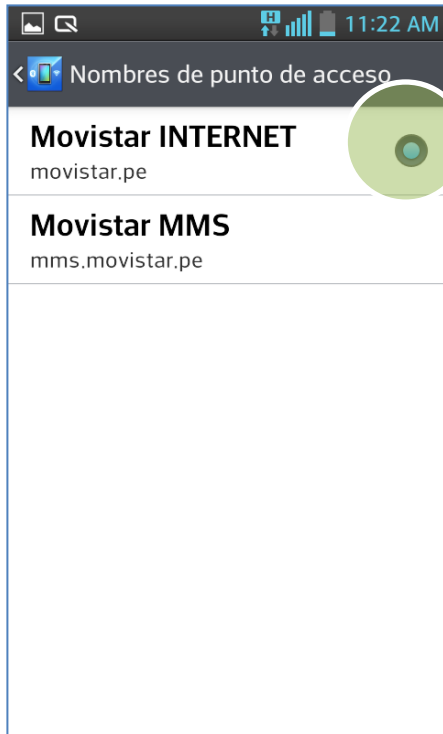 H 11:22 AM
Nombres de punto de acceso
Movistar INTERNET
movistar.pe
Movistar MMS
mms.movistar.pe